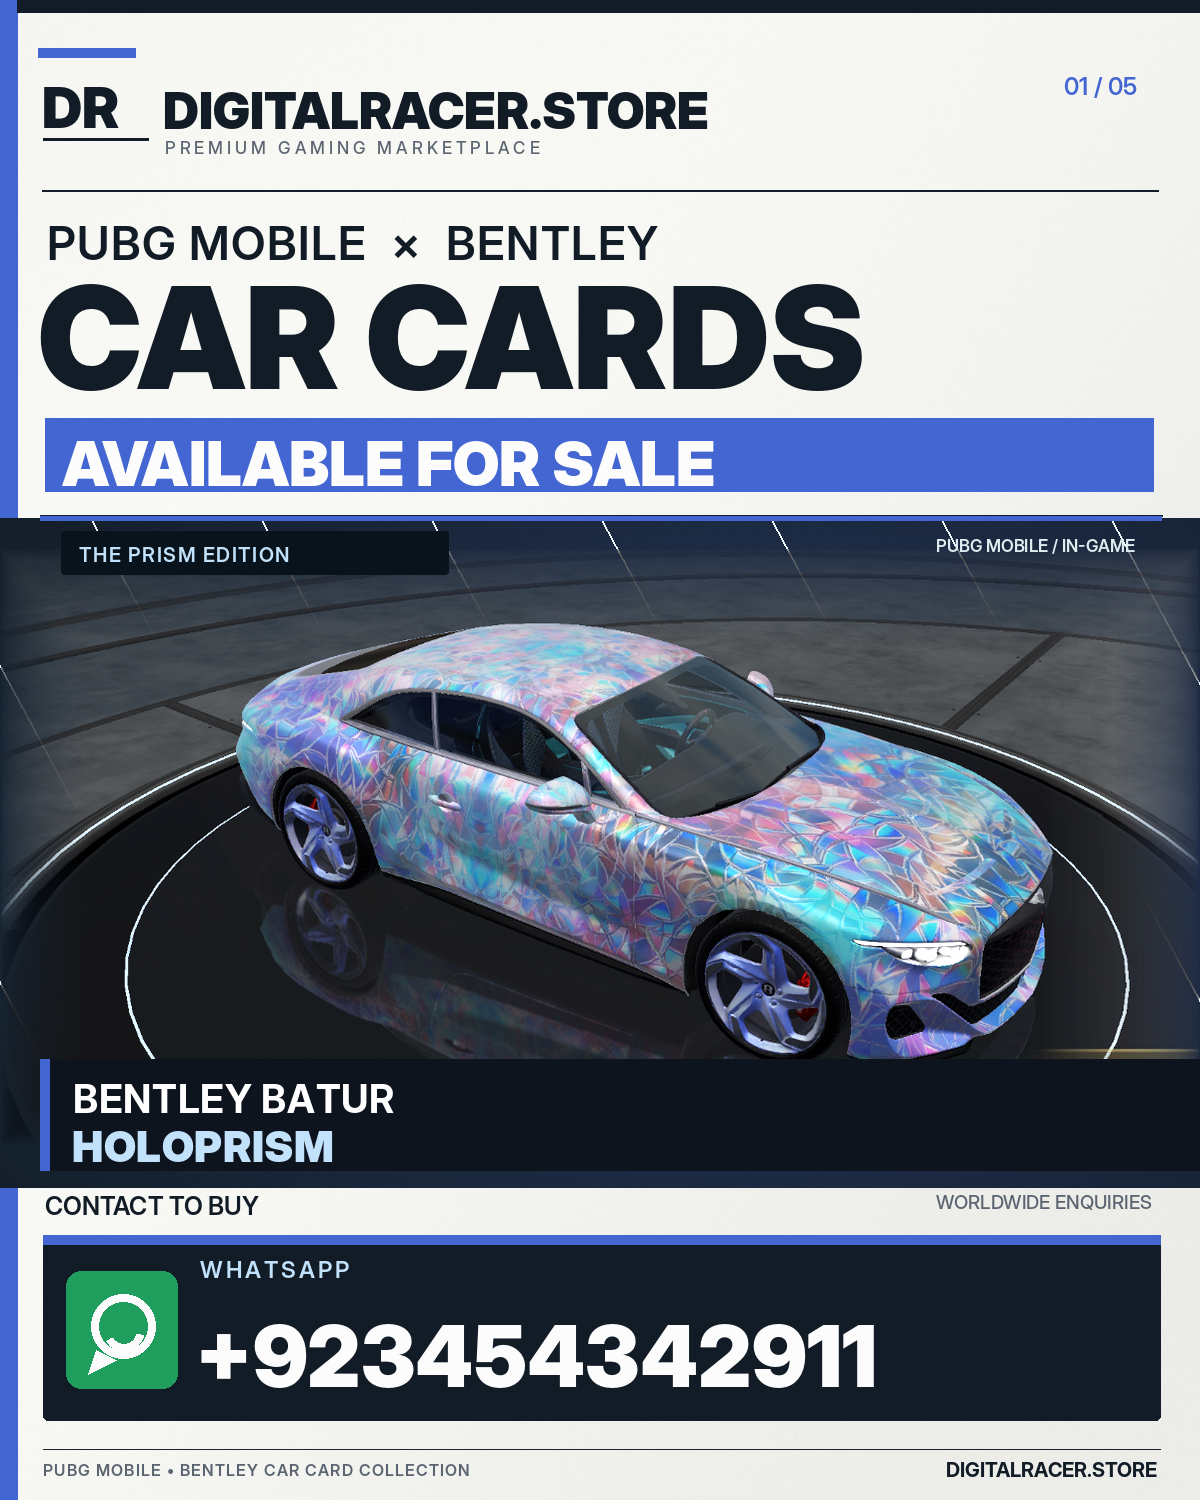 DR DIGITALRACER.STORE
PREMIUM GAMING MARKETPLACE
01 / 05
PUBG MOBILE × BENTLEY
CAR CARDS
AVAILABLE FOR SALE
THE PRISM EDITION
PUBG MOBILE / IN-GAME
BENTLEY BATUR
HOLOPRISM
CONTACT TO BUY
WORLDWIDE ENQUIRIES
WHATSAPP
+923454342911
PUBG MOBILE • BENTLEY CAR CARD COLLECTION
DIGITALRACER.STORE